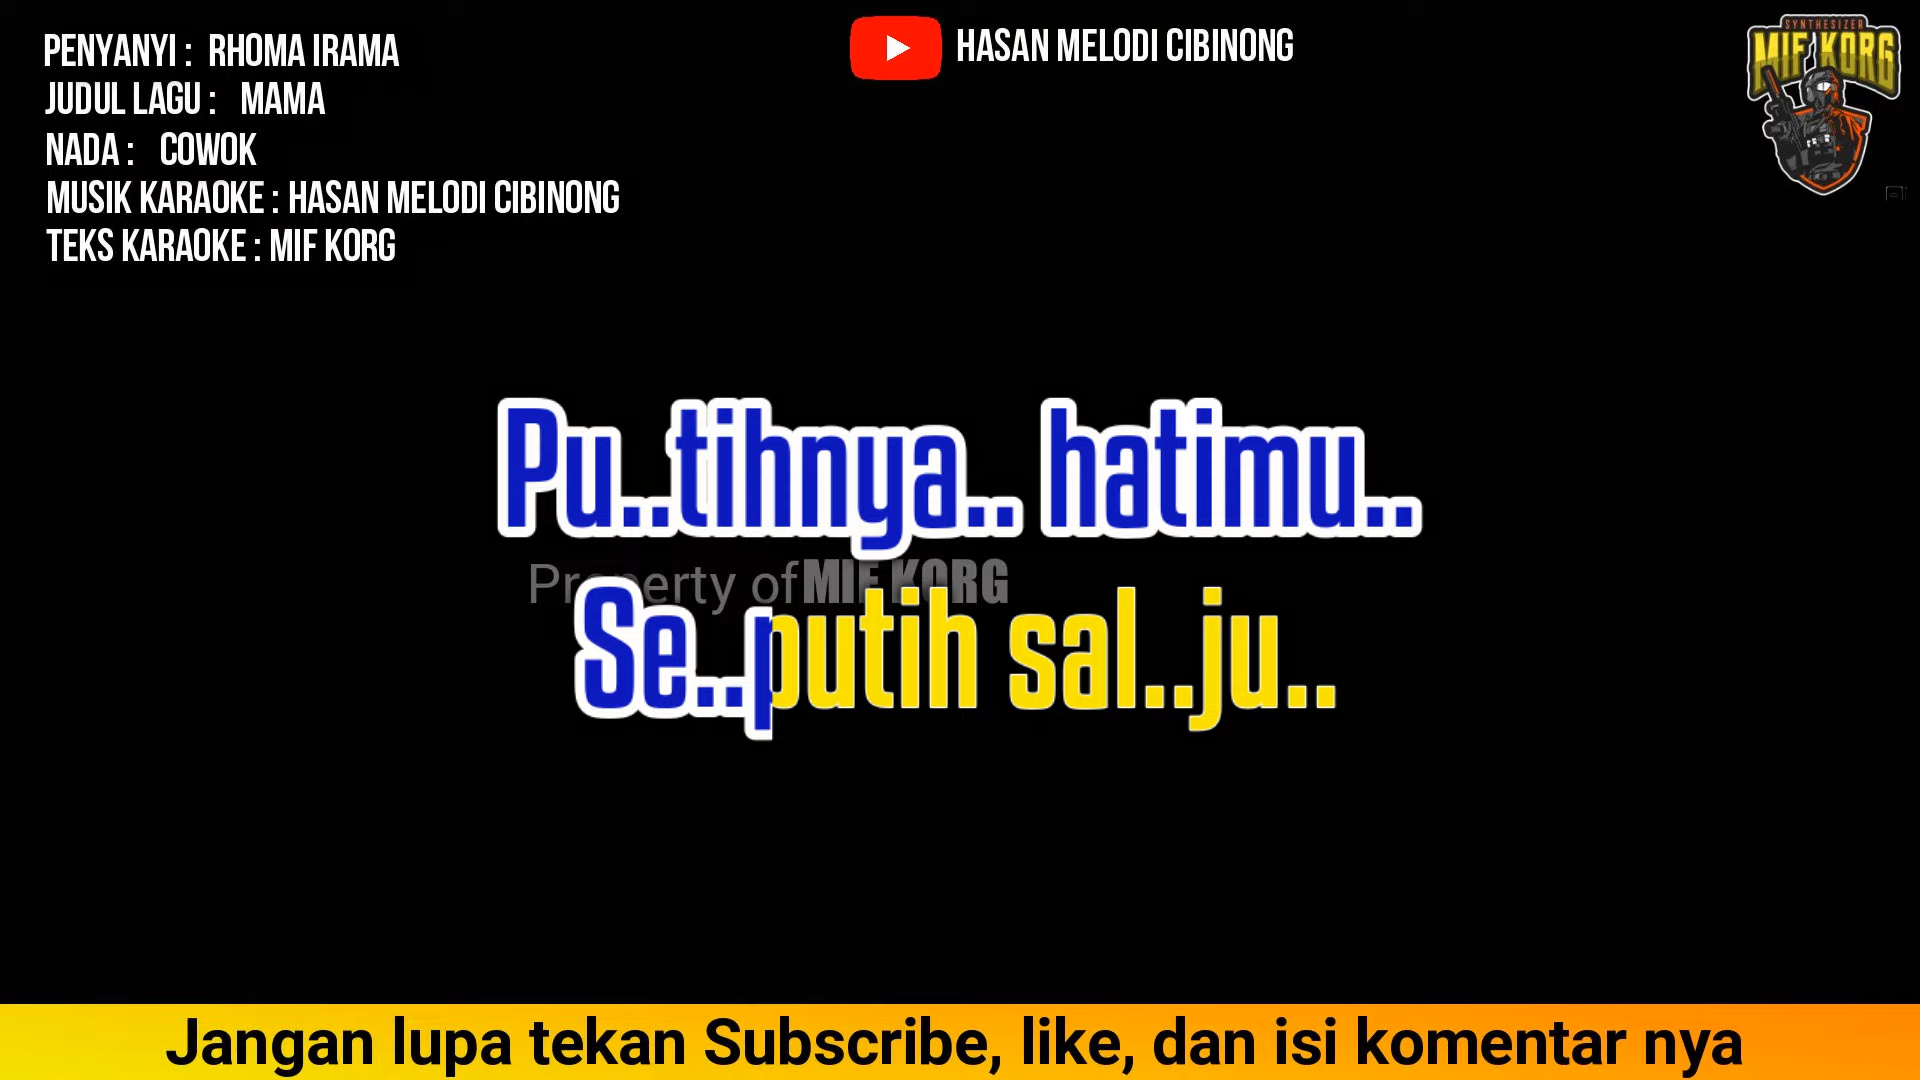 PENYANYI : RHOMA IRAMA
JUDUL LAGU : MAMA
NADA : COWOK
MUSIK KARAOKE : HASAN MELODI CIBINONG
TEKS KARAOKE : MIF KORG
HASAN MELODI CIBINONG
SYNTHESIZER
MIF KORG
Pu..tihnya.. hatimu..
Property of MIF KORG
Se..putih sal..ju..
Jangan lupa tekan Subscribe, like, dan isi komentar nya